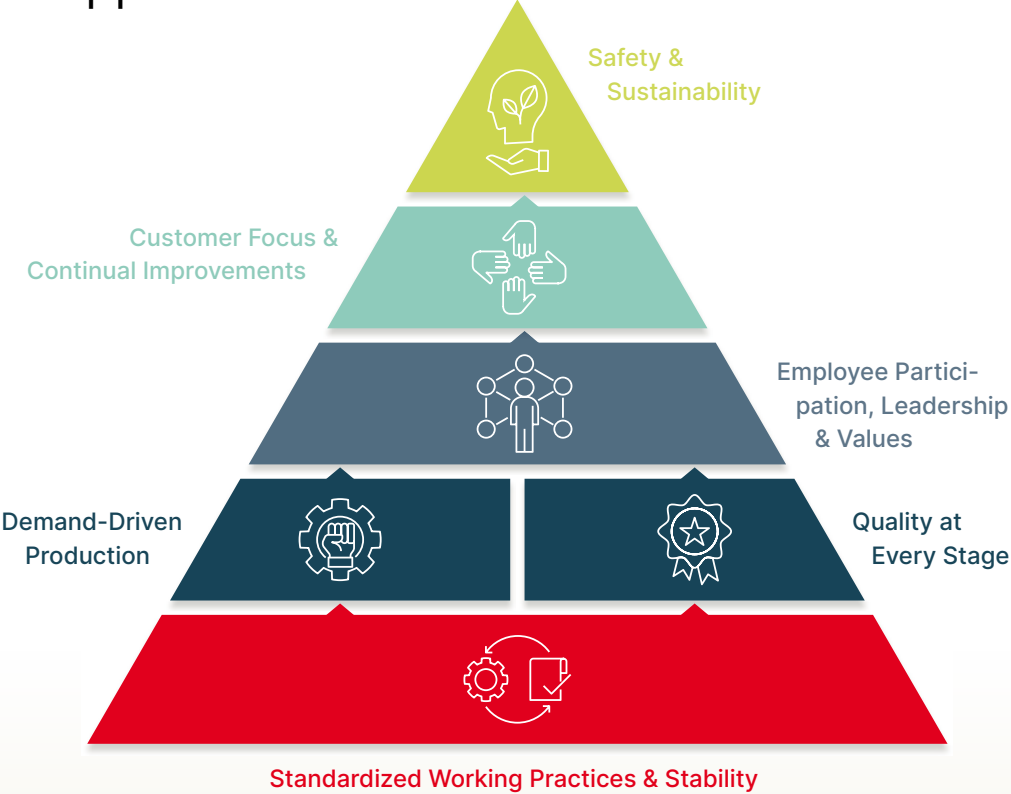 Safety &
Sustainability
Customer Focus &
Continual Improvements
Employee Partici-
pation, Leadership
& Values
Demand-Driven
Production
Quality at
Every Stage
Standardized Working Practices & Stability